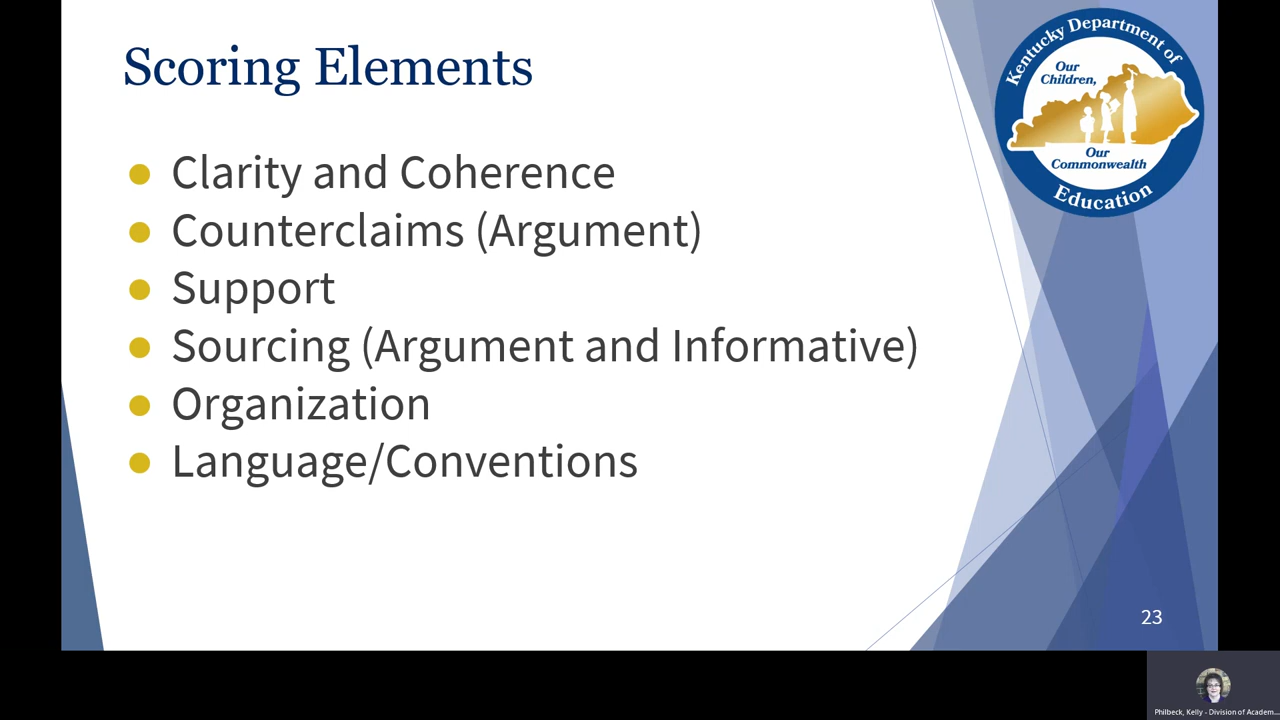 Scoring Elements
Clarity and Coherence
Counterclaims (Argument)
Support
Sourcing (Argument and Informative)
Organization
Language/Conventions
Kentucky Department of
Our
Children,
Our
Commonwealth
Education
23
Philbeck, Kelly - Division of Academ...